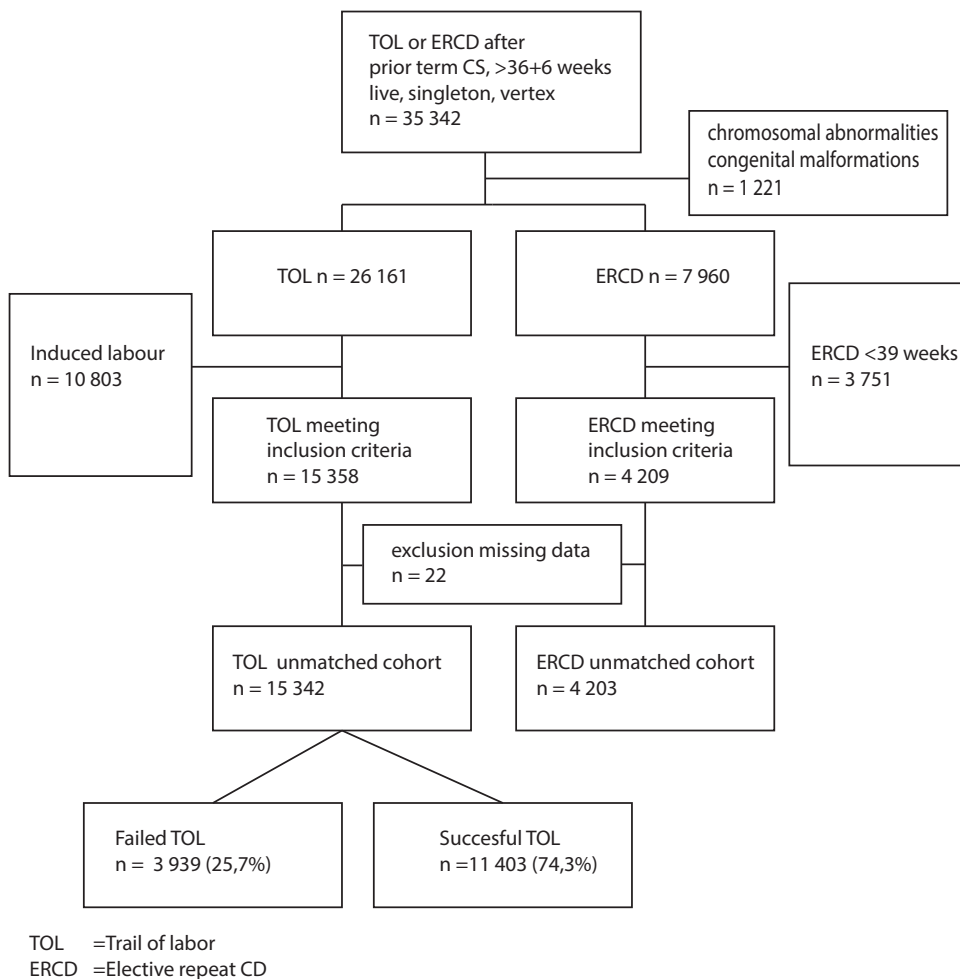 TOL or ERCD after
prior term CS, >36+6 weeks
live, singleton, vertex
n = 35 342
chromosomal abnormalities
congenital malformations
n = 1 221
TOL n = 26 161
ERCD n = 7 960
Induced labour
n = 10 803
ERCD <39 weeks
n = 3 751
TOL meeting
inclusion criteria
n = 15 358
ERCD meeting
inclusion criteria
n = 4 209
exclusion missing data
n = 22
TOL unmatched cohort
n = 15 342
ERCD unmatched cohort
n = 4 203
Failed TOL
n = 3 939 (25,7%)
Succesful TOL
n =11 403 (74,3%)
TOL =Trail of labor
ERCD =Elective repeat CD